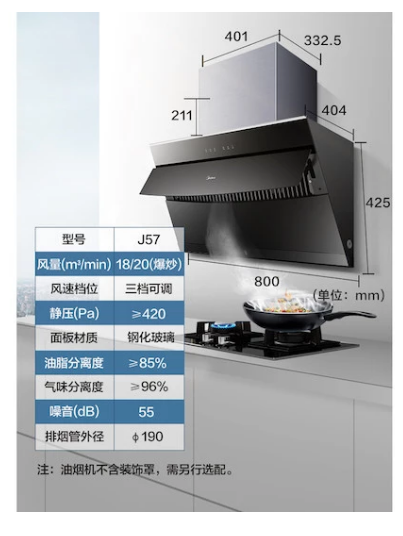 401
332.5
211
404
425
800
(单位：mm)
型号 J57
风量(m³/min) 18/20(爆炒)
风速档位 三档可调
静压(Pa) ≥420
面板材质 钢化玻璃
油脂分离度 ≥85%
气味分离度 ≥96%
噪音(dB) 55
排烟管外径 ф190
注：油烟机不含装饰罩，需另行选配。